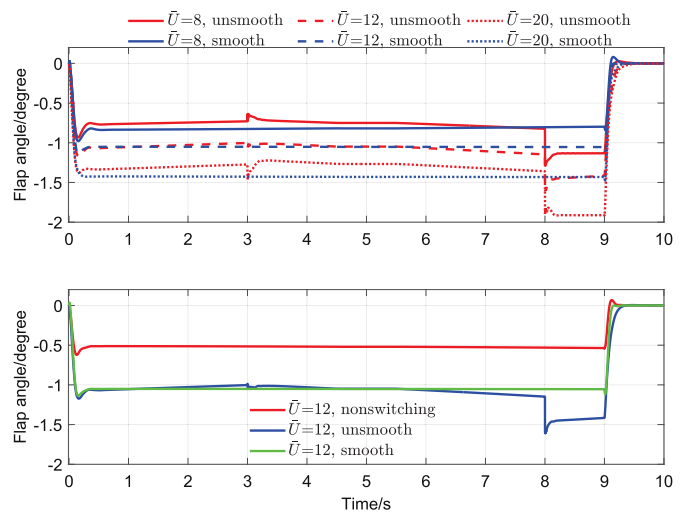 Ū=8, unsmooth Ū=12, unsmooth Ū=20, unsmooth
Ū=8, smooth Ū=12, smooth Ū=20, smooth
Flap angle/degree
0
-0.5
-1
-1.5
-2
0 1 2 3 4 5 6 7 8 9 10
Flap angle/degree
0
-0.5
-1
-1.5
-2
Ū=12, nonswitching
Ū=12, unsmooth
Ū=12, smooth
0 1 2 3 4 5 6 7 8 9 10
Time/s